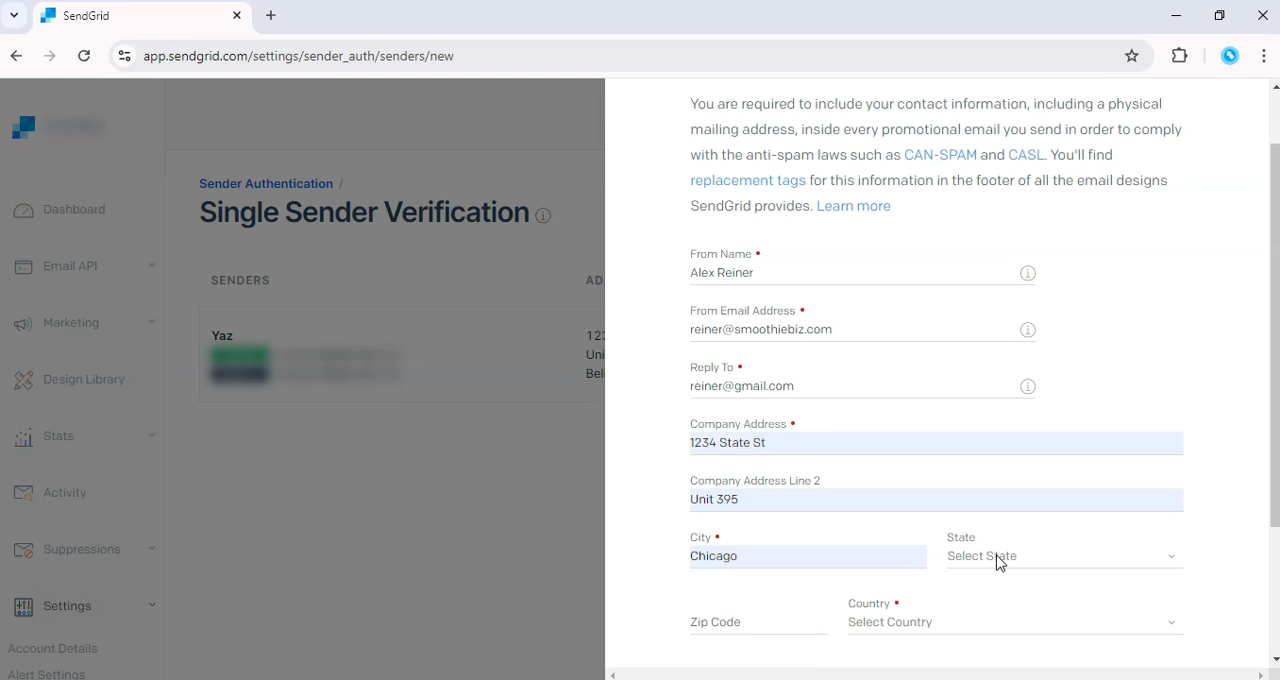 SendGrid
app.sendgrid.com/settings/sender_auth/senders/new
Dashboard
Email API
Marketing
Design Library
Stats
Activity
Suppressions
Settings
Account Details
Alert Settings
Sender Authentication /
Single Sender Verification
SENDERS
Yaz
You are required to include your contact information, including a physical
mailing address, inside every promotional email you send in order to comply
with the anti-spam laws such as CAN-SPAM and CASL. You'll find
replacement tags for this information in the footer of all the email designs
SendGrid provides. Learn more
From Name •
Alex Reiner
From Email Address •
reiner@smoothiebiz.com
Reply To •
reiner@gmail.com
Company Address •
1234 State St
Company Address Line 2
Unit 395
City •
Chicago
State
Select State
Zip Code
Country •
Select Country